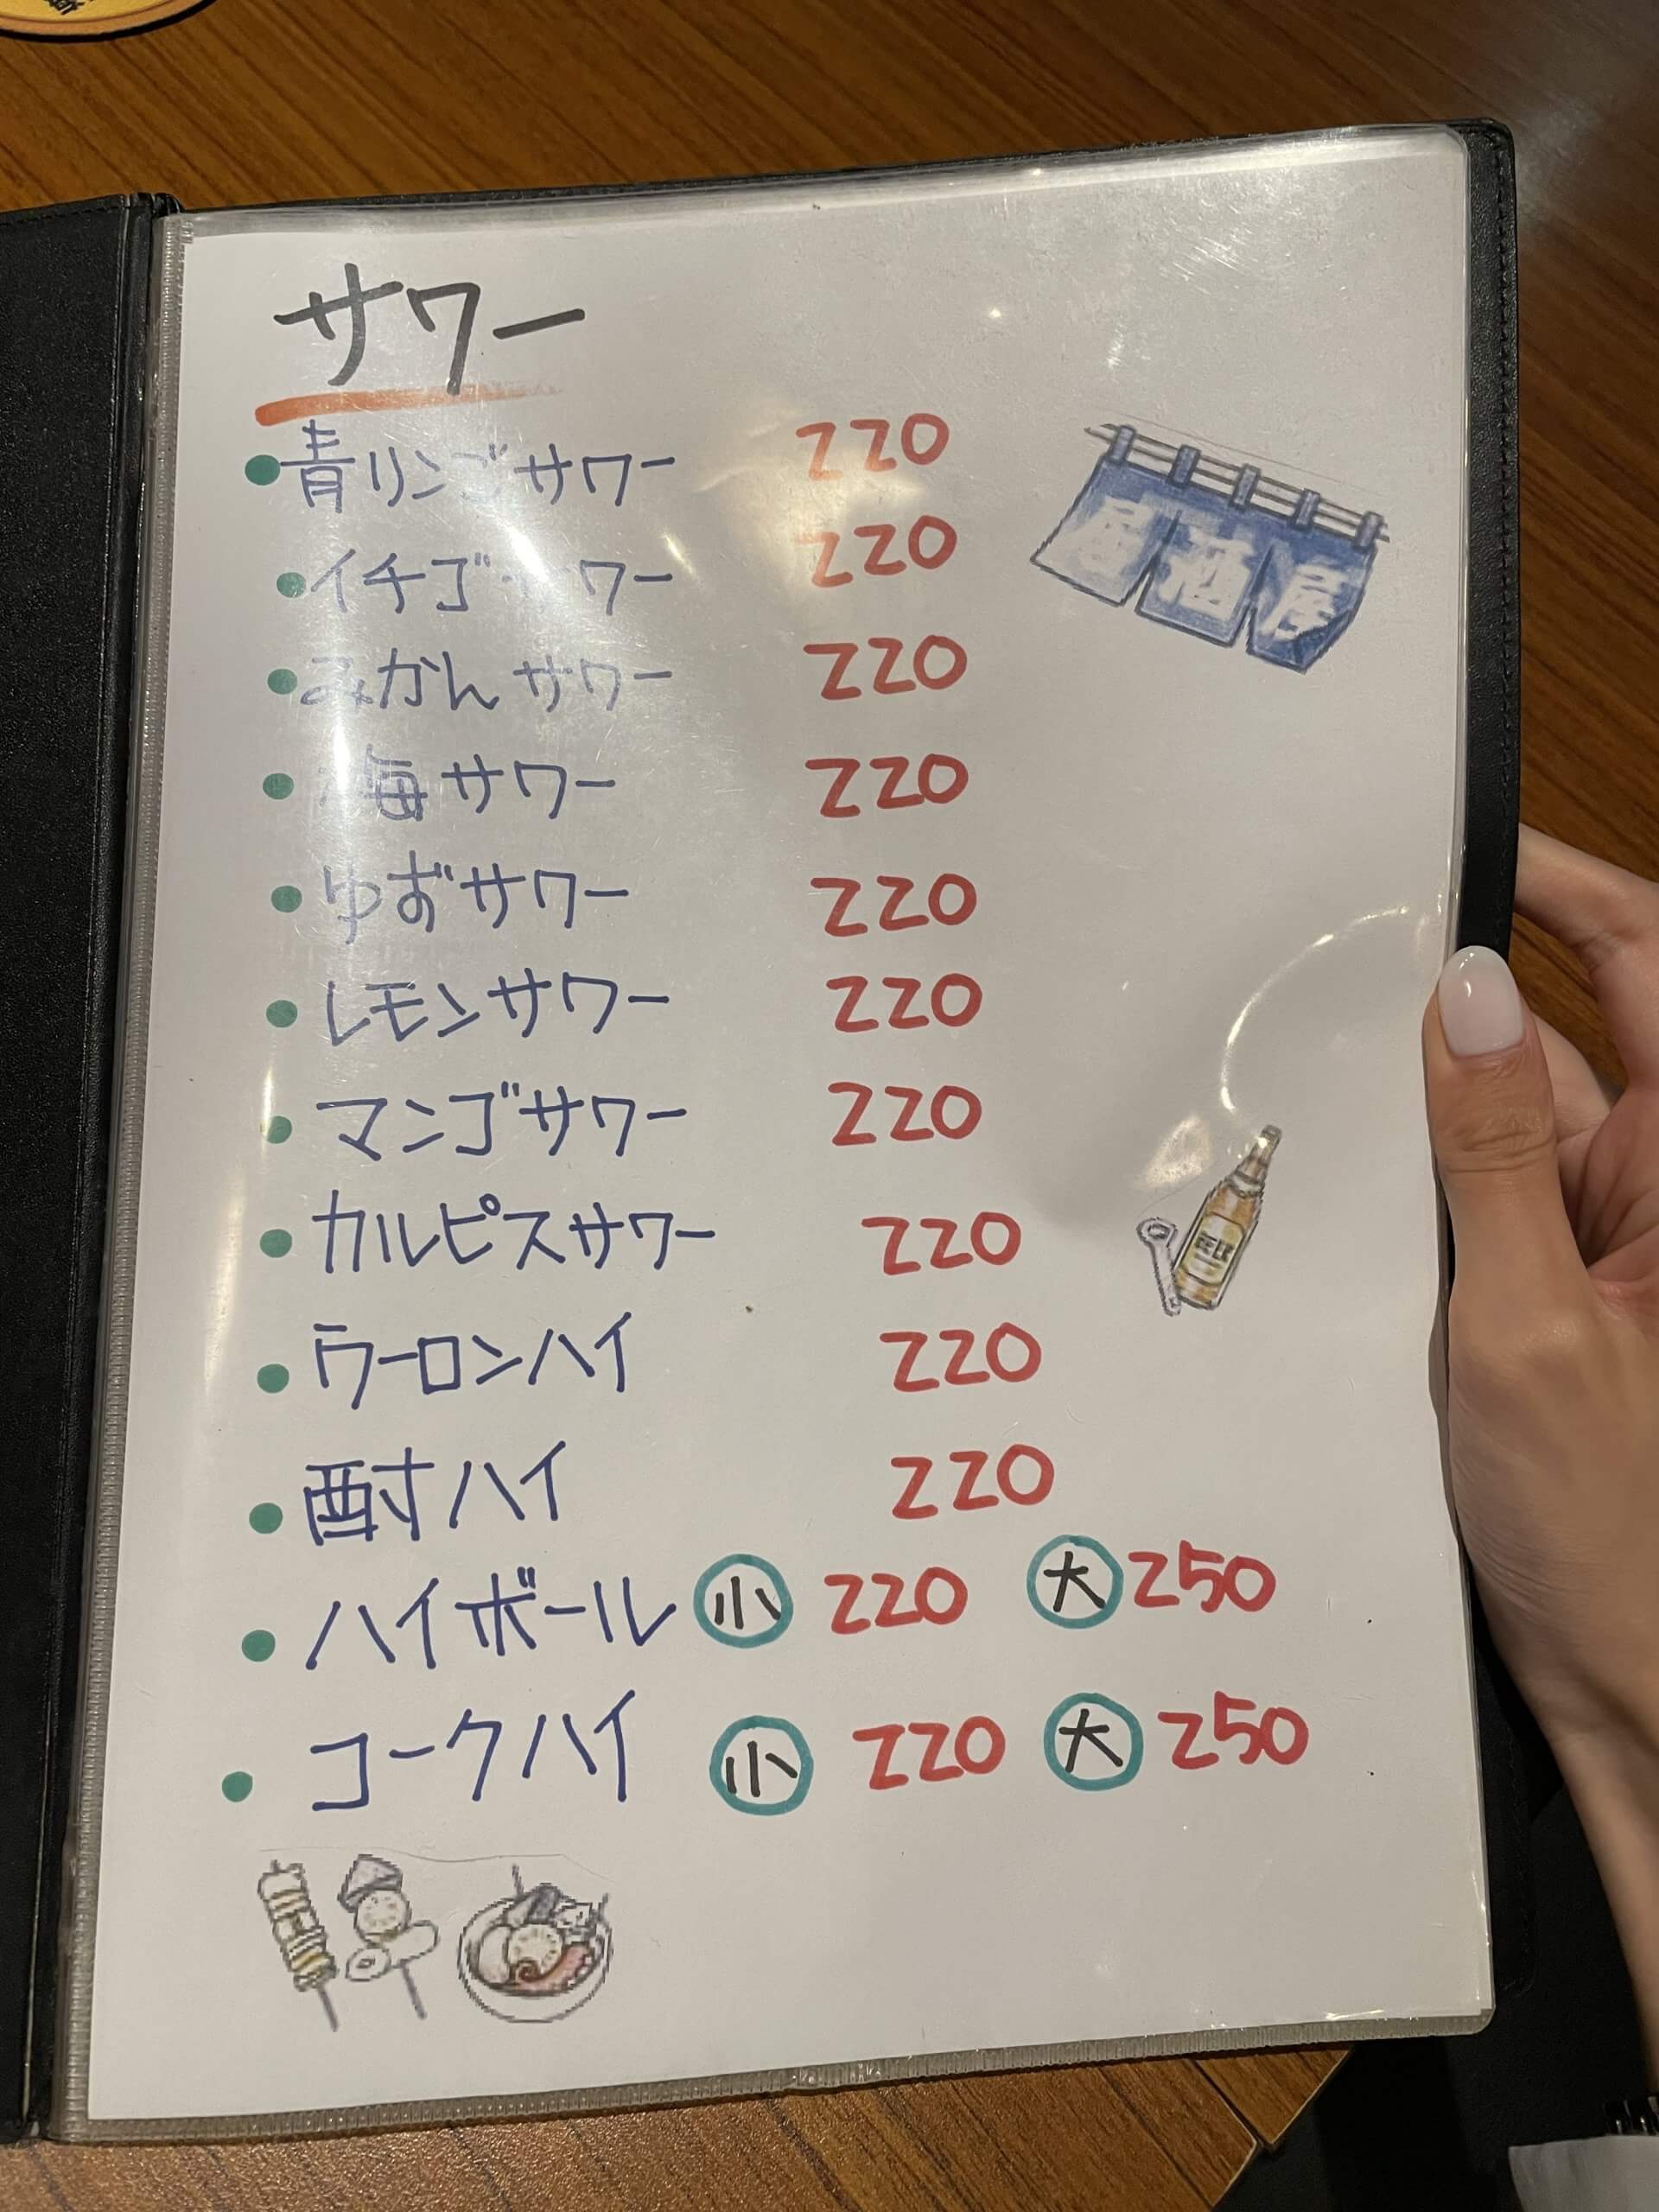 サワー
●青リンゴサワー 220
●イチゴ ワー 220
●みかんサワー 220
●梅サワー 220
●ゆずサワー 220
●レモンサワー 220
●マンゴサワー 220
●カルピスサワー 220
●ウーロンハイ 220
●酎ハイ 220
●ハイボール 小 220 大 250
●コークハイ 小 220 大 250
居酒屋